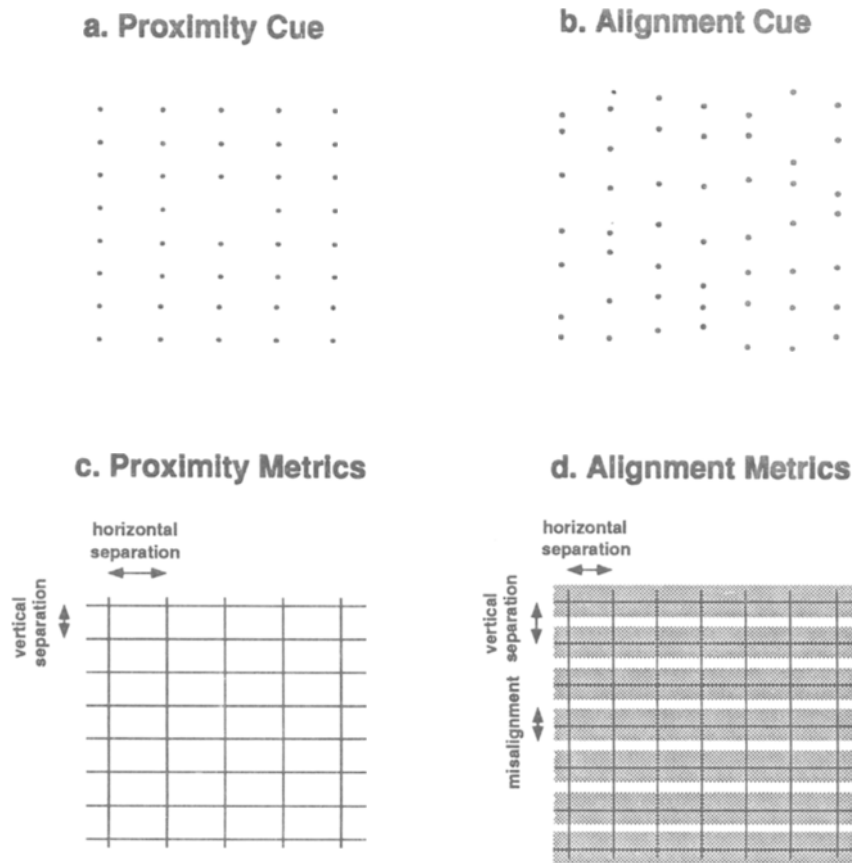 a. Proximity Cue
b. Alignment Cue
c. Proximity Metrics
horizontal
separation
vertical
separation
d. Alignment Metrics
horizontal
separation
vertical
separation
misalignment